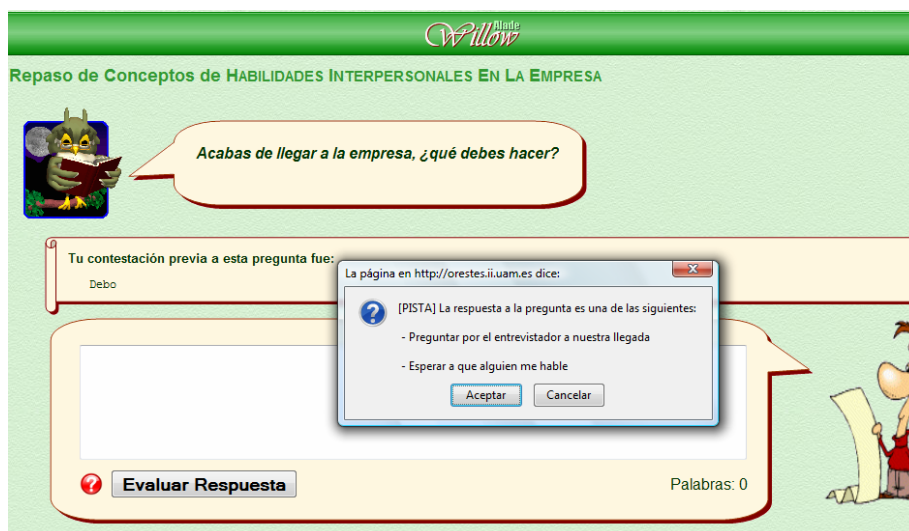 Alade
Willow
Repaso de Conceptos de HABILIDADES INTERPERSONALES EN LA EMPRESA
Acabas de llegar a la empresa, ¿qué debes hacer?
Tu contestación previa a esta pregunta fue:
Debo
La página en http://orestes.ii.uam.es dice:
[PISTA] La respuesta a la pregunta es una de las siguientes:
- Preguntar por el entrevistador a nuestra llegada
- Esperar a que alguien me hable
Aceptar Cancelar
Evaluar Respuesta Palabras: 0